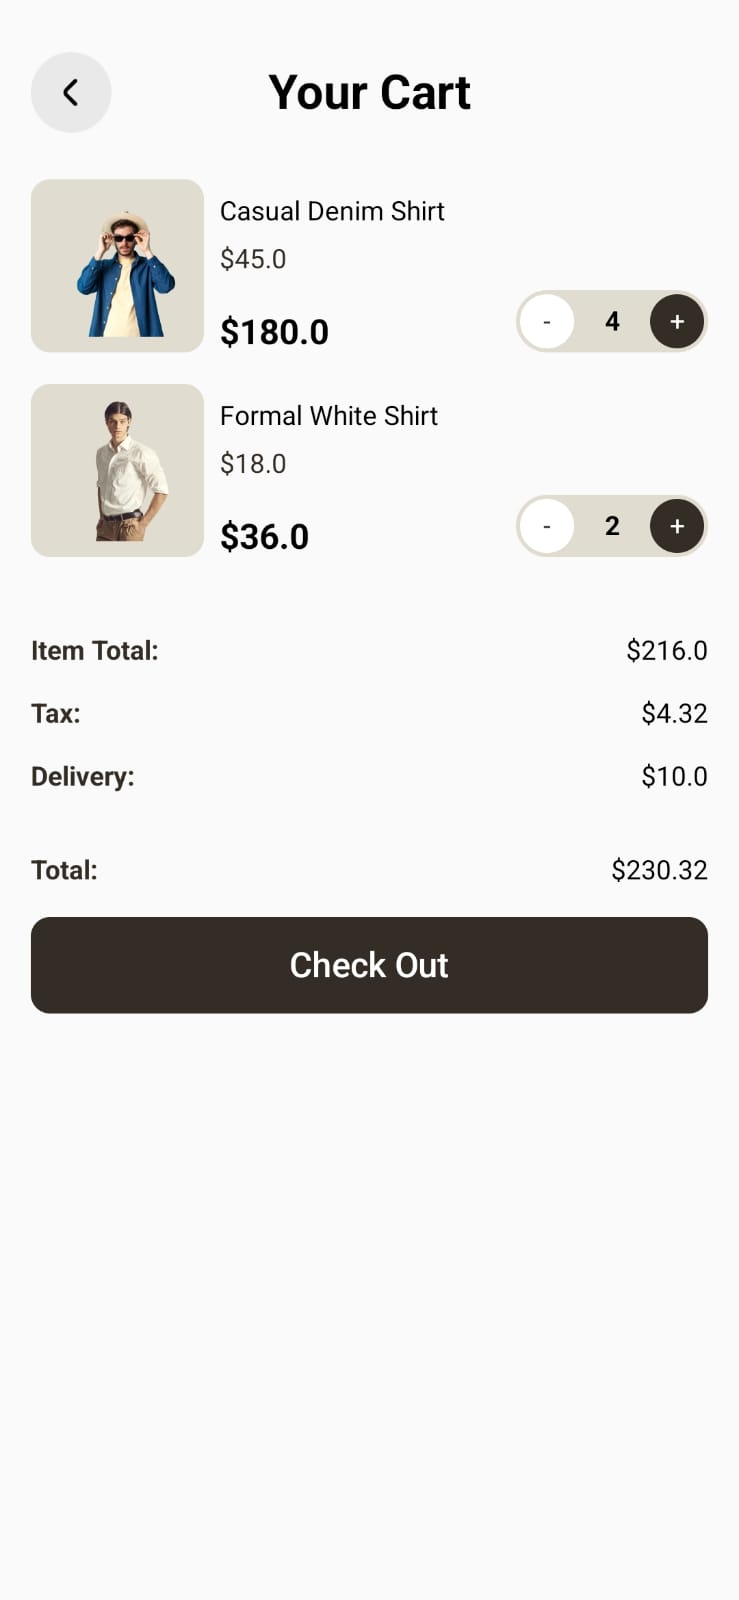 Your Cart
Casual Denim Shirt
$45.0
$180.0
- 4 +
Formal White Shirt
$18.0
$36.0
- 2 +
Item Total: $216.0
Tax: $4.32
Delivery: $10.0
Total: $230.32
Check Out